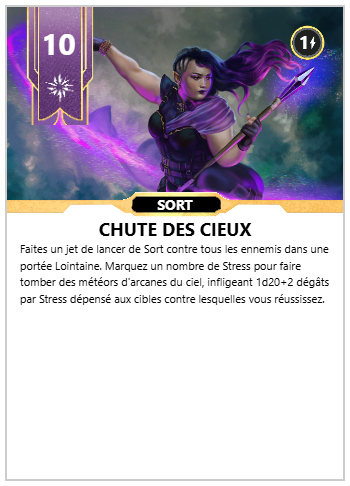 10
1
SORT
CHUTE DES CIEUX
Faites un jet de lancer de Sort contre tous les ennemis dans une
portée Lointaine. Marquez un nombre de Stress pour faire
tomber des météors d'arcanes du ciel, infligeant 1d20+2 dégâts
par Stress dépensé aux cibles contre lesquelles vous réussissez.